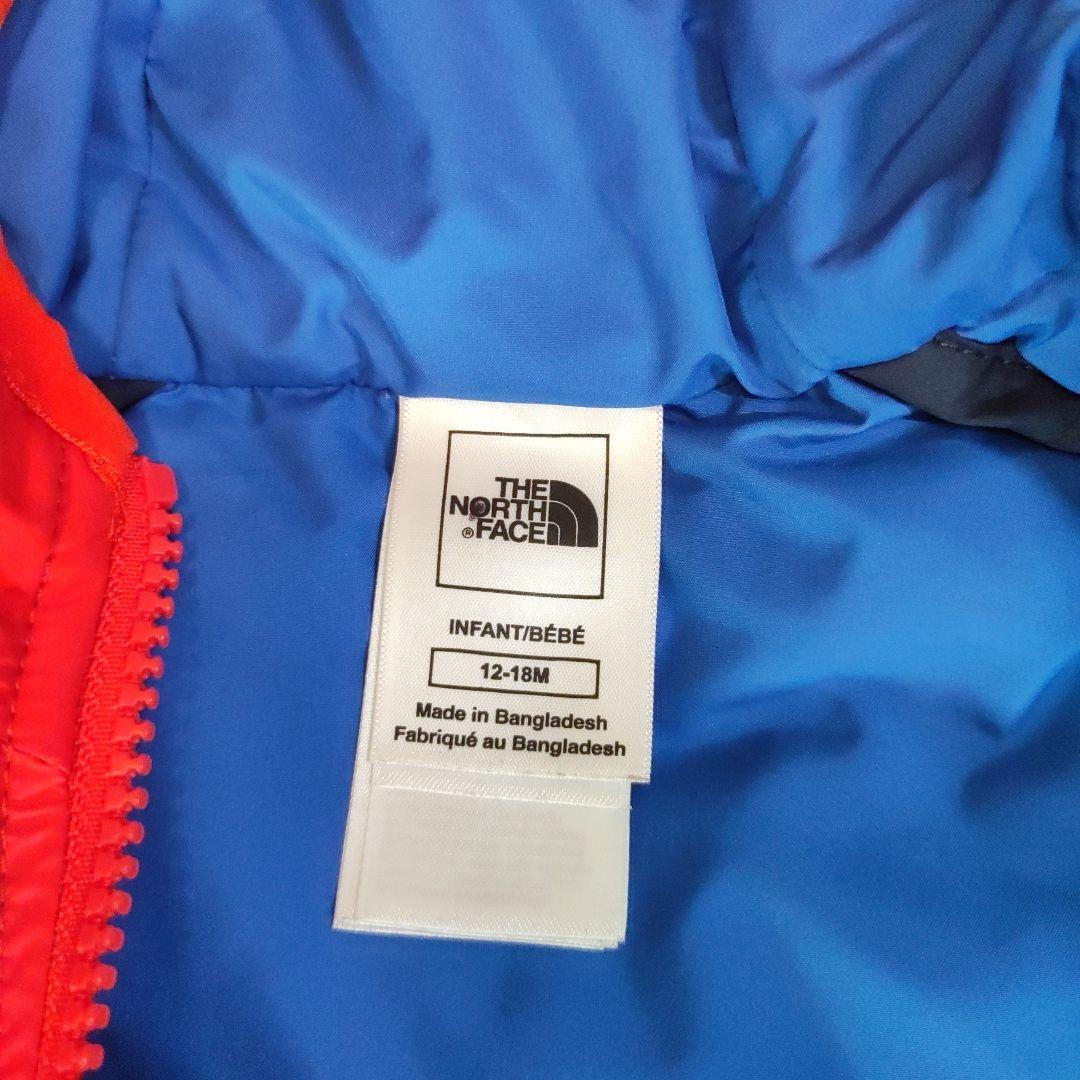 THE
NORTH
® FACE
INFANT/BÉBÉ
12-18M
Made in Bangladesh
Fabriqué au Bangladesh